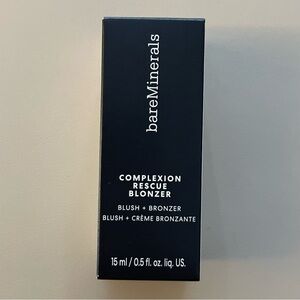 bareMinerals
COMPLEXION
RESCUE
BLONZER
BLUSH + BRONZER
BLUSH + CRÈME BRONZANTE
15 ml / 0.5 fl. oz. liq. US.